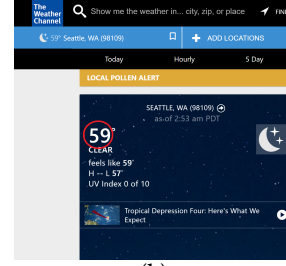 The
Weather
Channel
Show me the weather in... city, zip, or place
FIN
59° Seattle, WA (98109)
ADD LOCATIONS
Today Hourly 5 Day
LOCAL POLLEN ALERT
SEATTLE, WA (98109)
as of 2:53 am PDT
59°
CLEAR
feels like 59°
H -- L 57°
UV Index 0 of 10
Tropical Depression Four: Here's What We
Expect